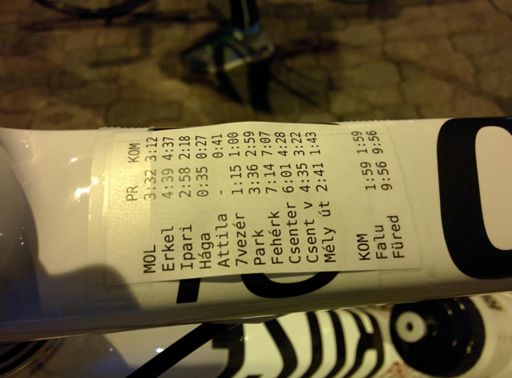 PR KOM
MOL 3:32 3:12
Erkel 4:39 4:37
Ipari 2:58 2:18
Hága 0:35 0:27
Attila - 0:41
7vezér 1:15 1:00
Park 3:36 2:59
Fehérk 7:14 7:07
Csenter 6:01 4:28
Csent v 4:35 3:22
Mély út 2:41 1:43
KOM
Falu 1:59 1:59
Füred 9:56 9:56